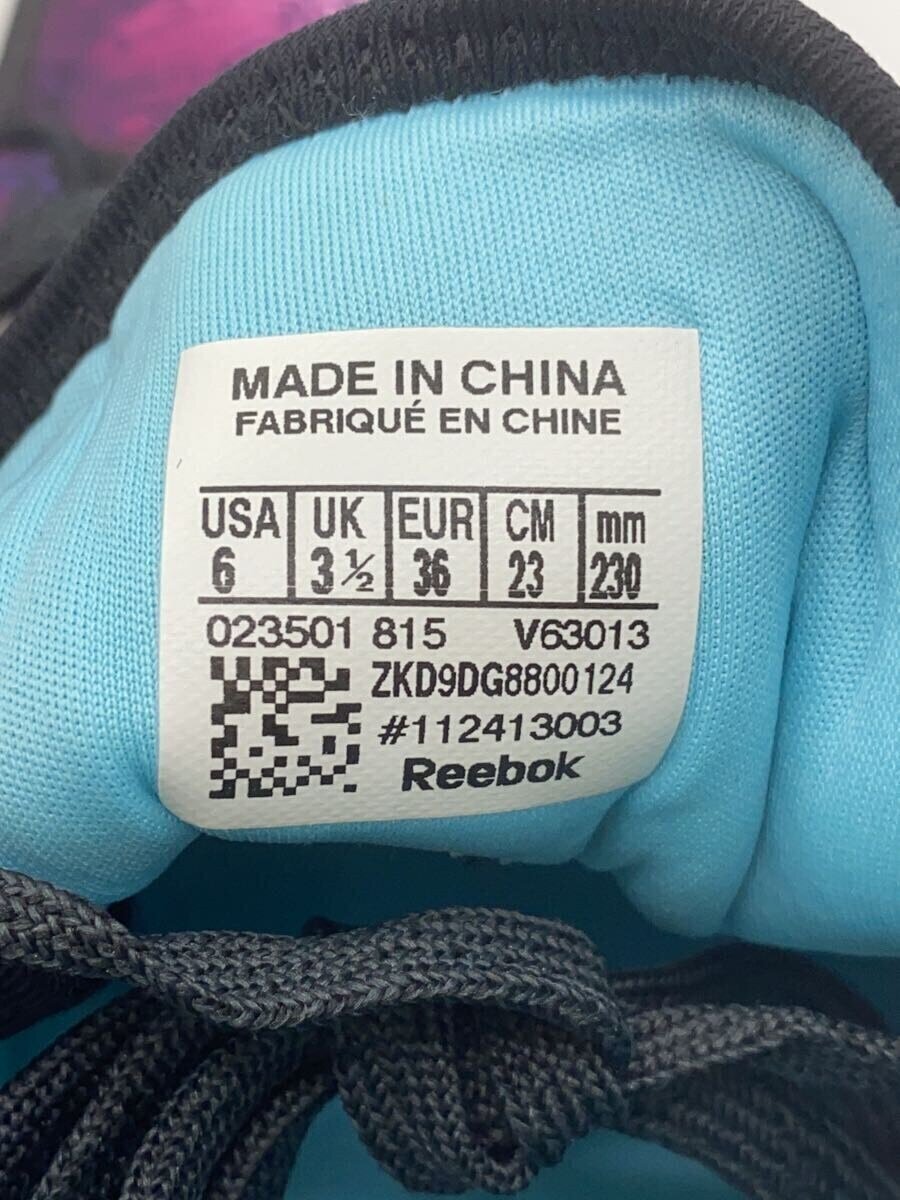 MADE IN CHINA
FABRIQUÉ EN CHINE
USA UK EUR CM mm
6 3 ½ 36 23 230
023501 815 V63013
ZKD9DG8800124
#112413003
Reebok